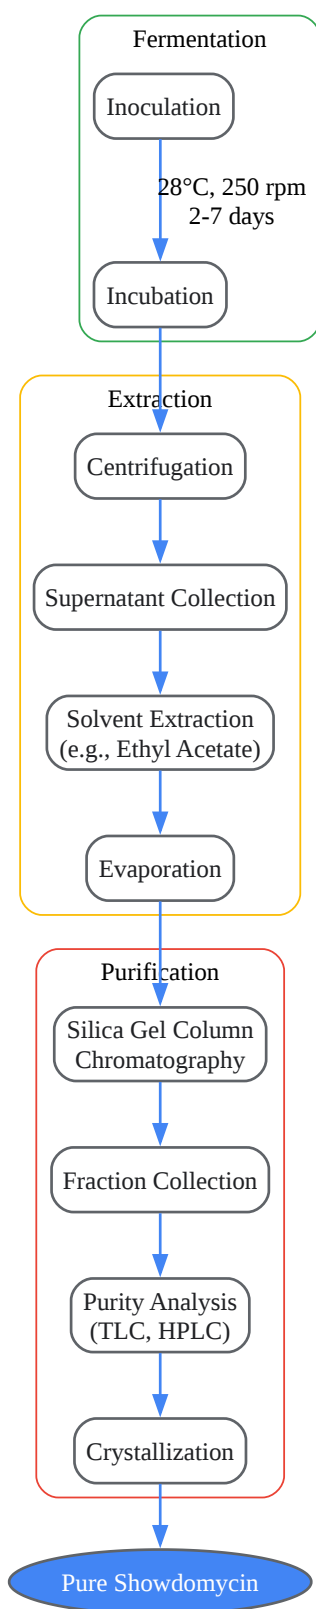 Fermentation
Inoculation
28°C, 250 rpm
2-7 days
Incubation
Extraction
Centrifugation
Supernatant Collection
Solvent Extraction
(e.g., Ethyl Acetate)
Evaporation
Purification
Silica Gel Column
Chromatography
Fraction Collection
Purity Analysis
(TLC, HPLC)
Crystallization
Pure Showdomycin